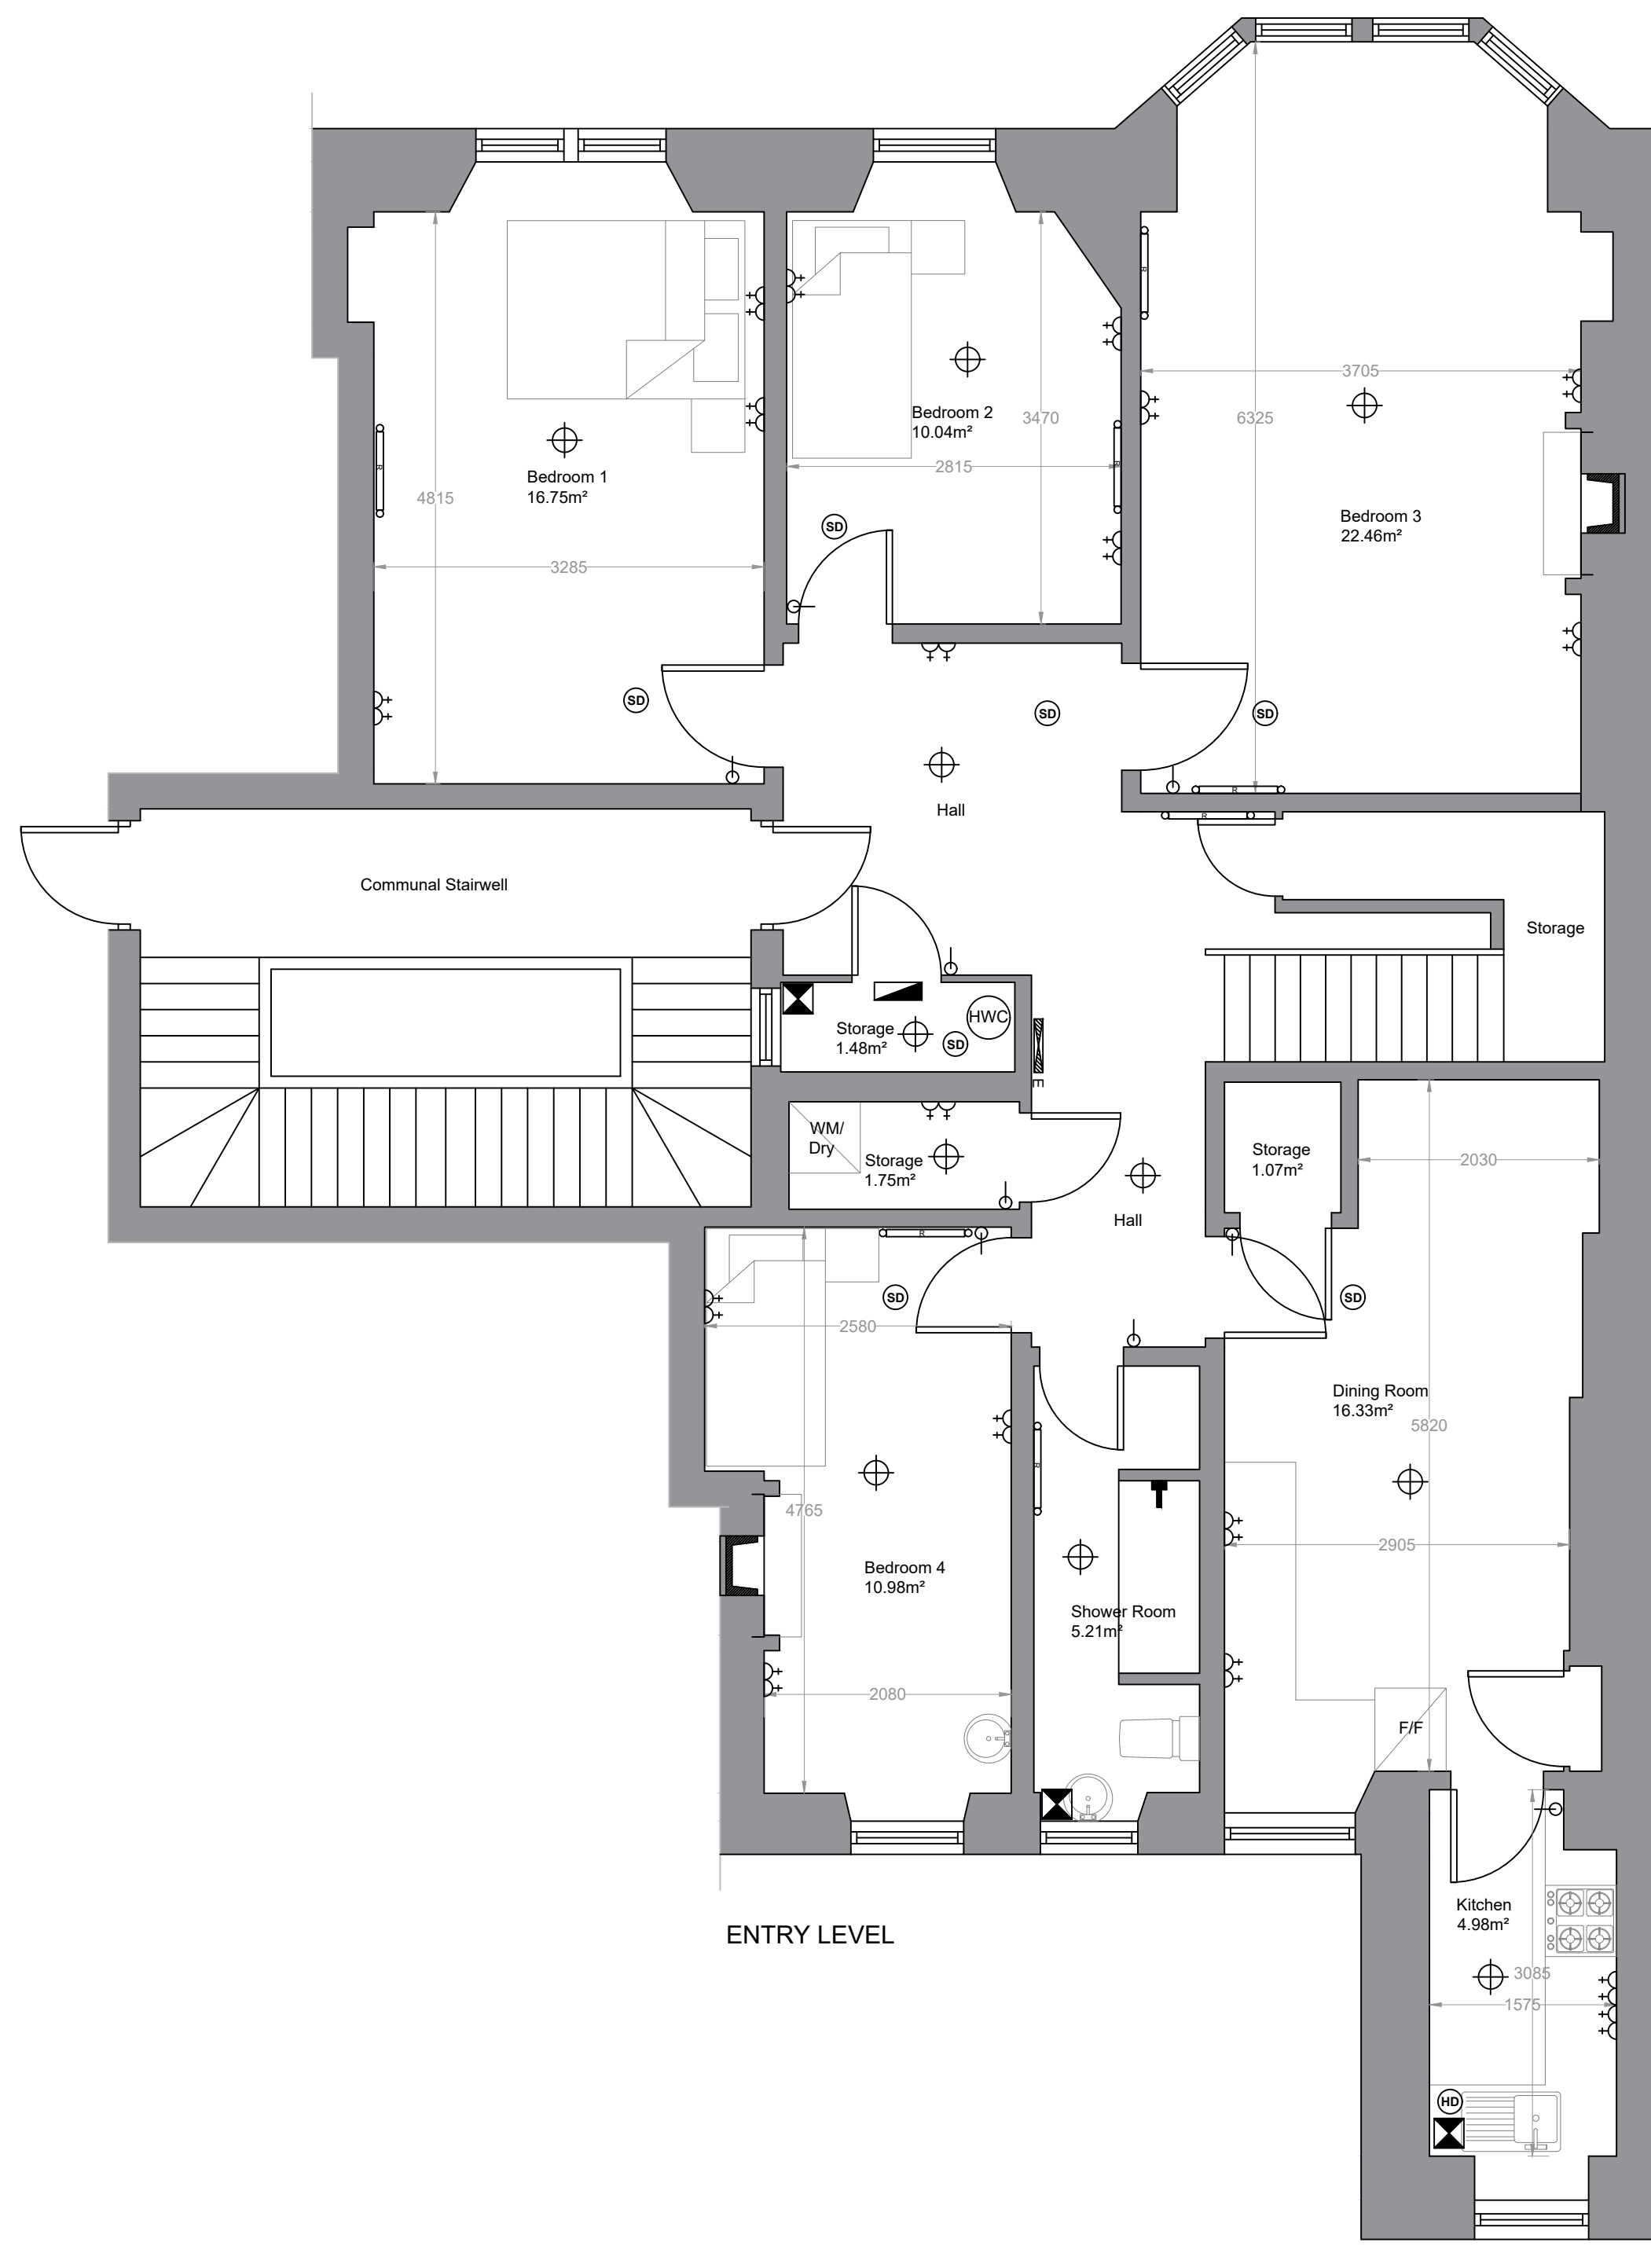 R
3705
Bedroom 2
10.04m²
3470
6325
R
R
2815
Bedroom 1
16.75m²
4815
Bedroom 3
22.46m²
SD
3285
SD
SD
SD
Hall
R
R
Communal Stairwell
Storage
HWC
Storage
1.48m²
SD
E
WM/
Dry
Storage
1.75m²
Storage
1.07m²
2030
Hall
R
SD
SD
2580
Dining Room
16.33m²
5820
R
4765
2905
Bedroom 4
10.98m²
Shower Room
5.21m²
2080
F/F
Kitchen
4.98m²
ENTRY LEVEL
3085
1575
HD